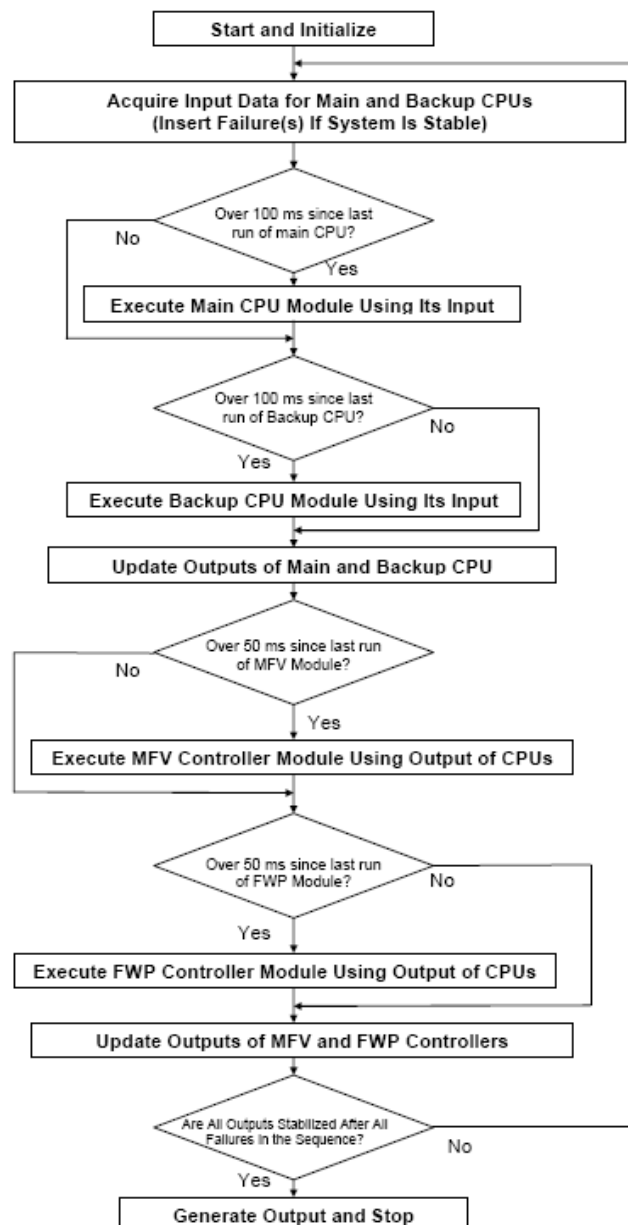 Start and Initialize
Acquire Input Data for Main and Backup CPUs
(Insert Failure(s) If System Is Stable)
Over 100 ms since last
run of main CPU?
No
Yes
Execute Main CPU Module Using Its Input
Over 100 ms since last
run of Backup CPU?
No
Yes
Execute Backup CPU Module Using Its Input
Update Outputs of Main and Backup CPU
Over 50 ms since last run
of MFV Module?
No
Yes
Execute MFV Controller Module Using Output of CPUs
Over 50 ms since last run
of FWP Module?
No
Yes
Execute FWP Controller Module Using Output of CPUs
Update Outputs of MFV and FWP Controllers
Are All Outputs Stabilized After All
Failures In the Sequence?
No
Yes
Generate Output and Stop